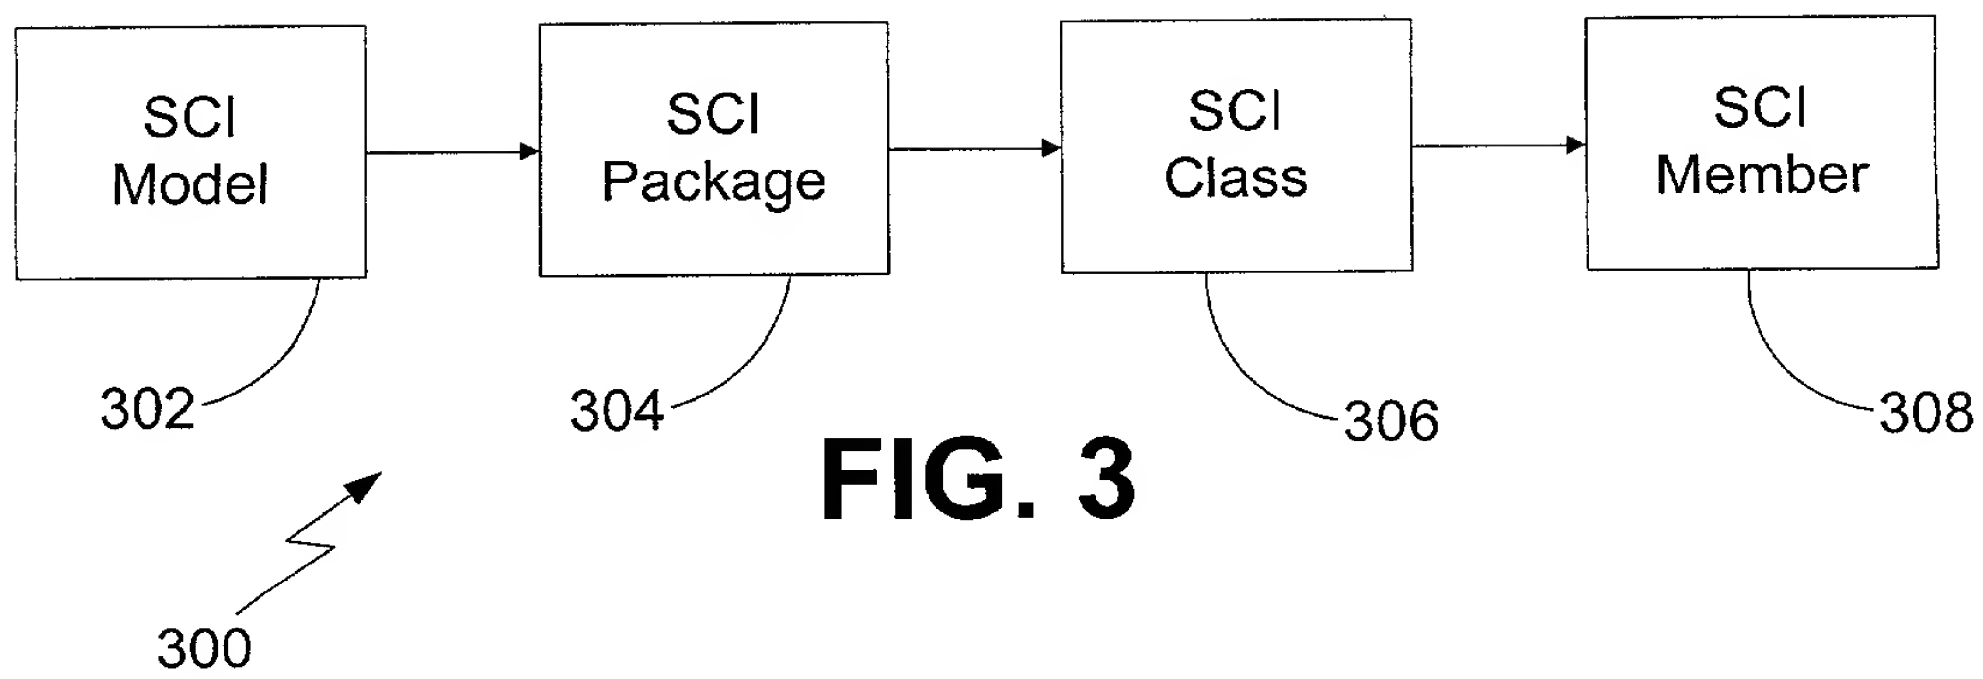 SCI
Model
SCI
Package
SCI
Class
SCI
Member
302
304
306
308
FIG. 3
300